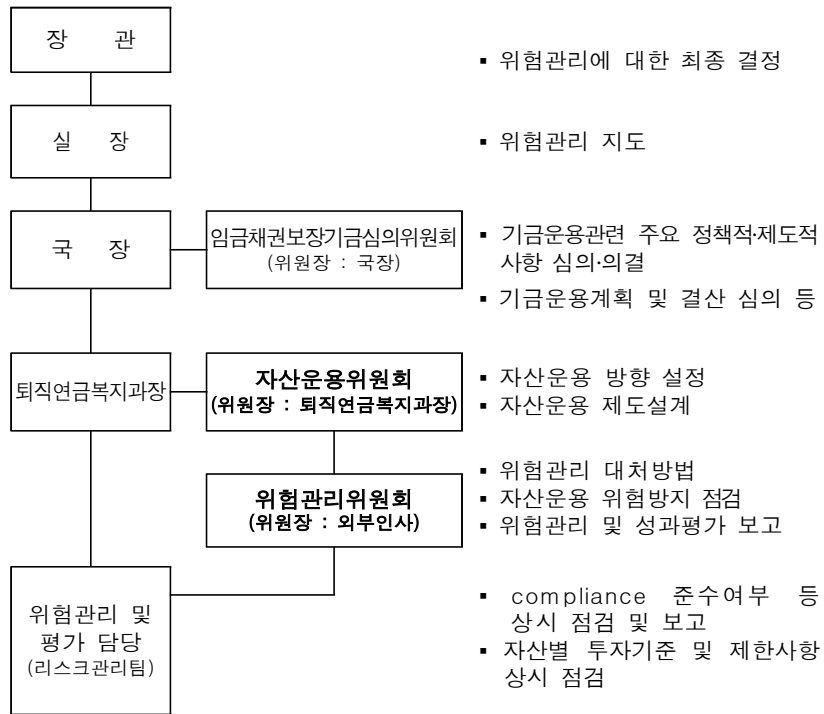 장 관
▪ 위험관리에 대한 최종 결정
실 장
▪ 위험관리 지도
국 장
임금채권보장기금심의위원회
(위원장 : 국장)
▪ 기금운용관련 주요 정책적·제도적
사항 심의·의결
▪ 기금운용계획 및 결산 심의 등
퇴직연금복지과장
자산운용위원회
(위원장 : 퇴직연금복지과장)
▪ 자산운용 방향 설정
▪ 자산운용 제도설계
위험관리위원회
(위원장 : 외부인사)
▪ 위험관리 대처방법
▪ 자산운용 위험방지 점검
▪ 위험관리 및 성과평가 보고
위험관리 및
평가 담당
(리스크관리팀)
▪ compliance 준수여부 등
상시 점검 및 보고
▪ 자산별 투자기준 및 제한사항
상시 점검